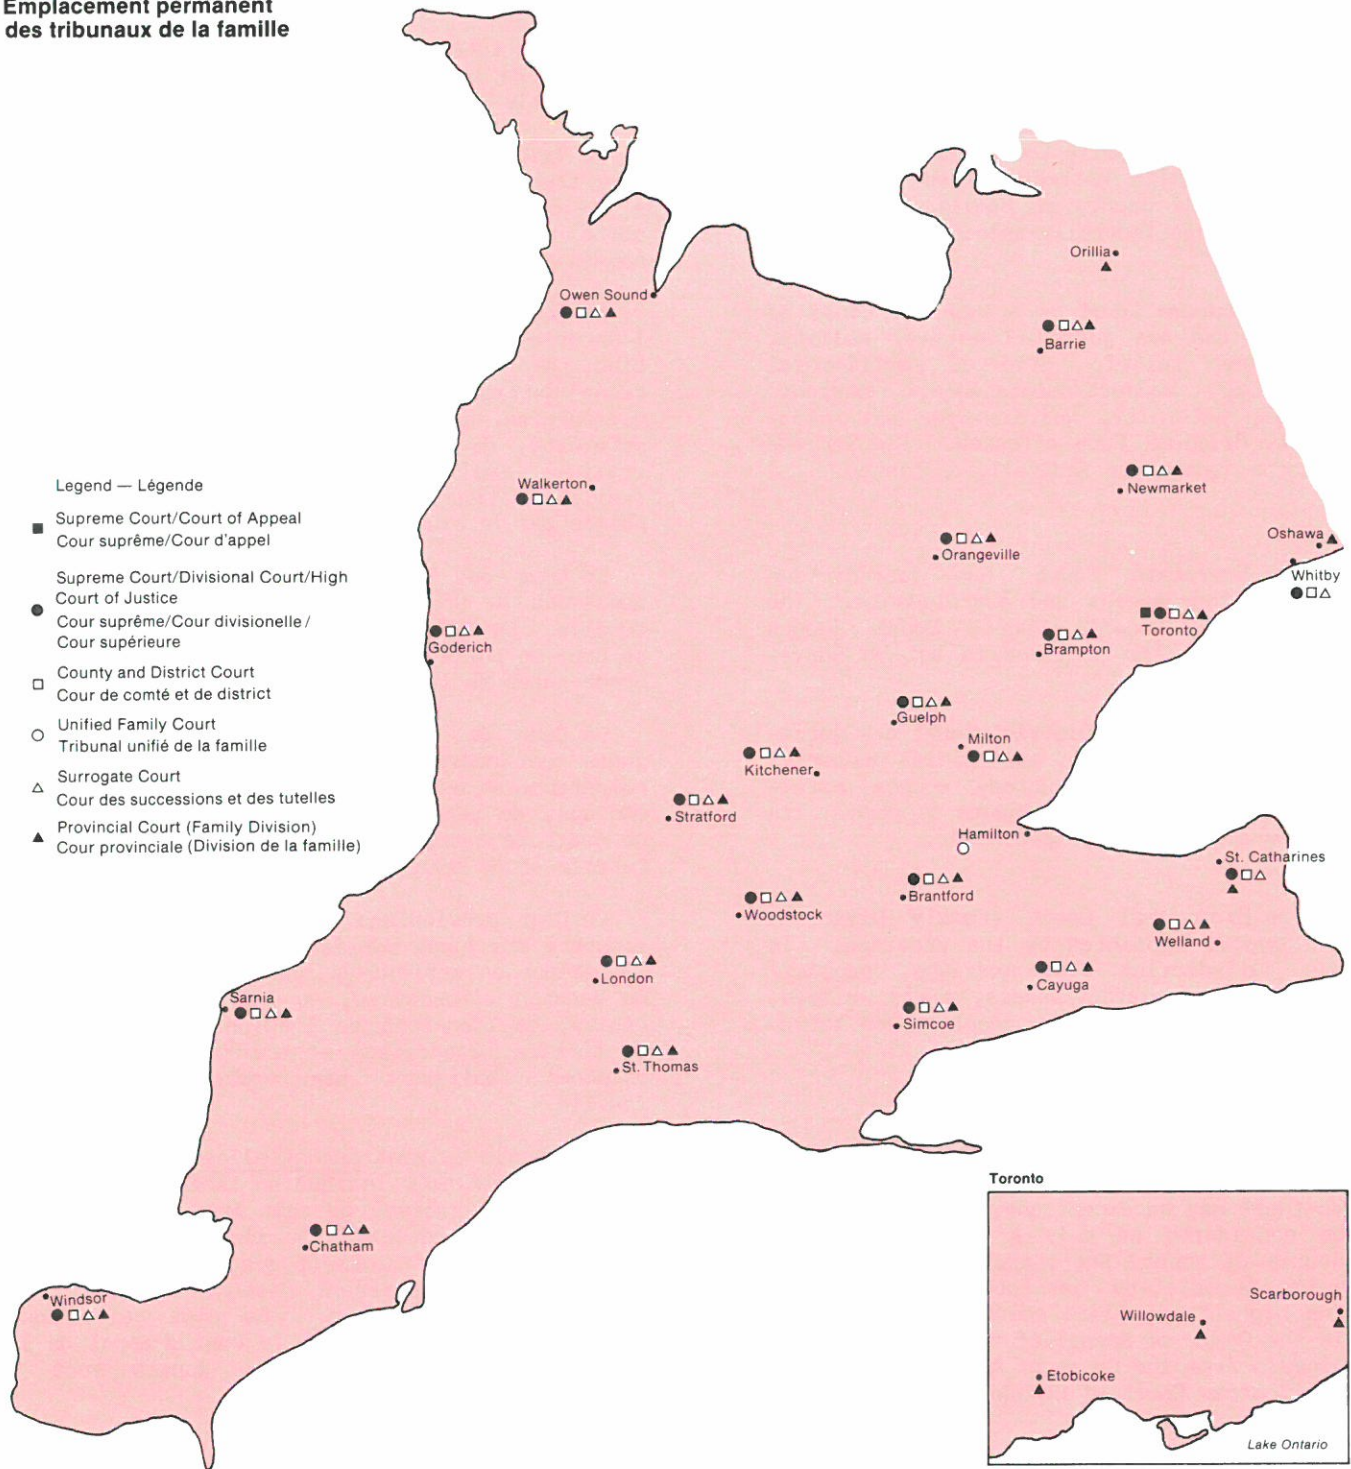 Emplacement permanent
des tribunaux de la famille
Orillia
Owen Sound
Barrie
Legend — Légende
Supreme Court/Court of Appeal
Cour suprême/Cour d'appel
Supreme Court/Divisional Court/High
Court of Justice
Cour suprême/Cour divisionelle/
Cour supérieure
County and District Court
Cour de comté et de district
Unified Family Court
Tribunal unifié de la famille
Surrogate Court
Cour des successions et des tutelles
Provincial Court (Family Division)
Cour provinciale (Division de la famille)
Walkerton
Newmarket
Oshawa
Orangeville
Whitby
Toronto
Goderich
Brampton
Guelph
Milton
Kitchener
Stratford
Hamilton
St. Catharines
Brantford
Woodstock
Welland
London
Cayuga
Sarnia
Simcoe
St. Thomas
Chatham
Windsor
Toronto
Scarborough
Willowdale
Etobicoke
Lake Ontario